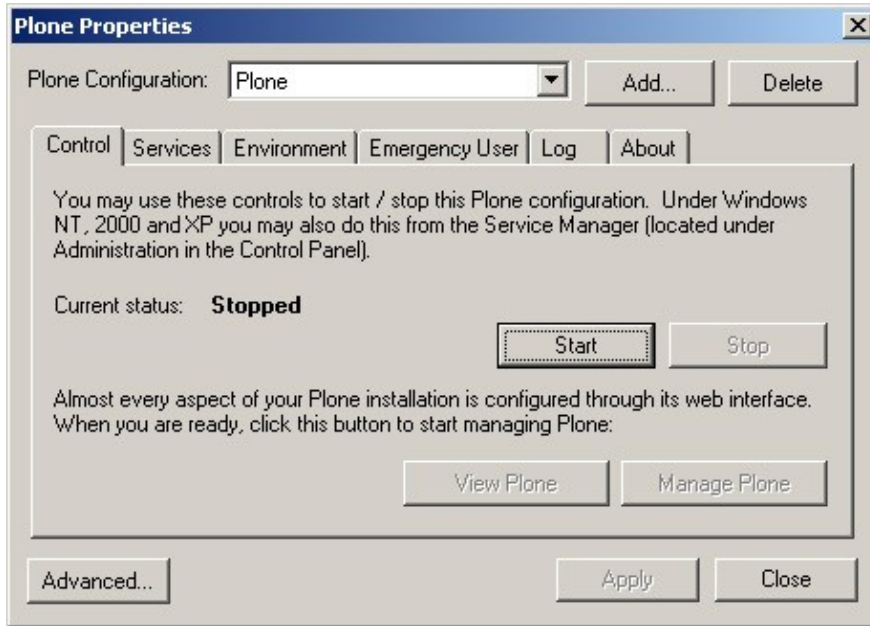 Plone Properties
Plone Configuration: Plone Add... Delete
Control Services Environment Emergency User Log About
You may use these controls to start / stop this Plone configuration. Under Windows
NT, 2000 and XP you may also do this from the Service Manager (located under
Administration in the Control Panel).
Current status: Stopped
Start Stop
Almost every aspect of your Plone installation is configured through its web interface.
When you are ready, click this button to start managing Plone:
View Plone Manage Plone
Advanced... Apply Close